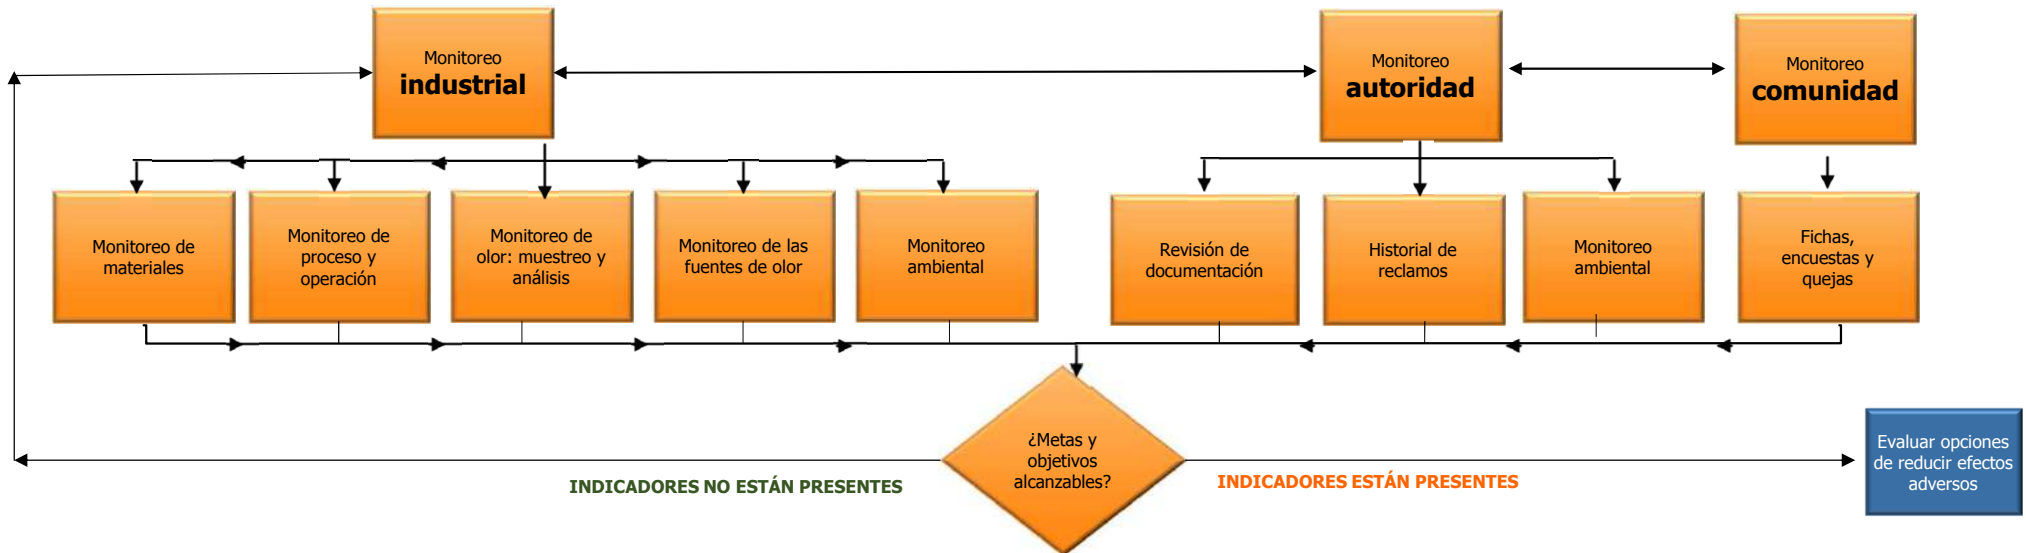 Monitoreo
industrial
Monitoreo
autoridad
Monitoreo
comunidad
Monitoreo de
materiales
Monitoreo de
proceso y
operación
Monitoreo de
olor: muestreo y
análisis
Monitoreo de las
fuentes de olor
Monitoreo
ambiental
Revisión de
documentación
Historial de
reclamos
Monitoreo
ambiental
Fichas,
encuestas y
quejas
¿Metas y
objetivos
alcanzables?
INDICADORES NO ESTÁN PRESENTES
INDICADORES ESTÁN PRESENTES
Evaluar opciones
de reducir efectos
adversos